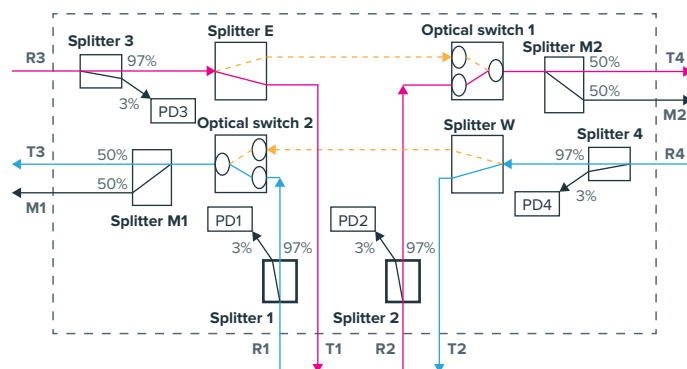 Splitter 3
Splitter E
Optical switch 1
Splitter M2
R3
97%
50%
T4
3%
PD3
50%
M2
Optical switch 2
Splitter W
Splitter 4
T3
50%
97%
R4
50%
3%
M1
Splitter M1
PD4
PD1
PD2
3%
97%
3%
97%
Splitter 1
Splitter 2
R1
T1
R2
T2